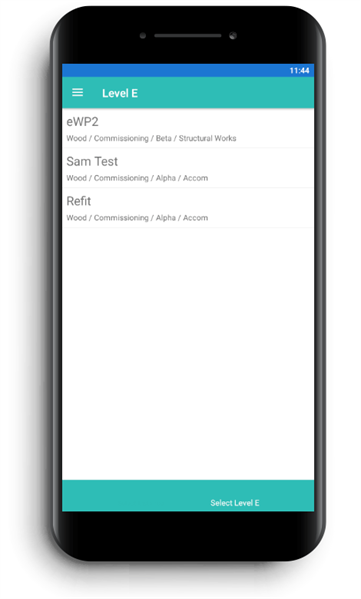 11:44
Level E
eWP2
Wood / Commissioning / Beta / Structural Works
Sam Test
Wood / Commissioning / Alpha / Accom
Refit
Wood / Commissioning / Alpha / Accom
Select Level E